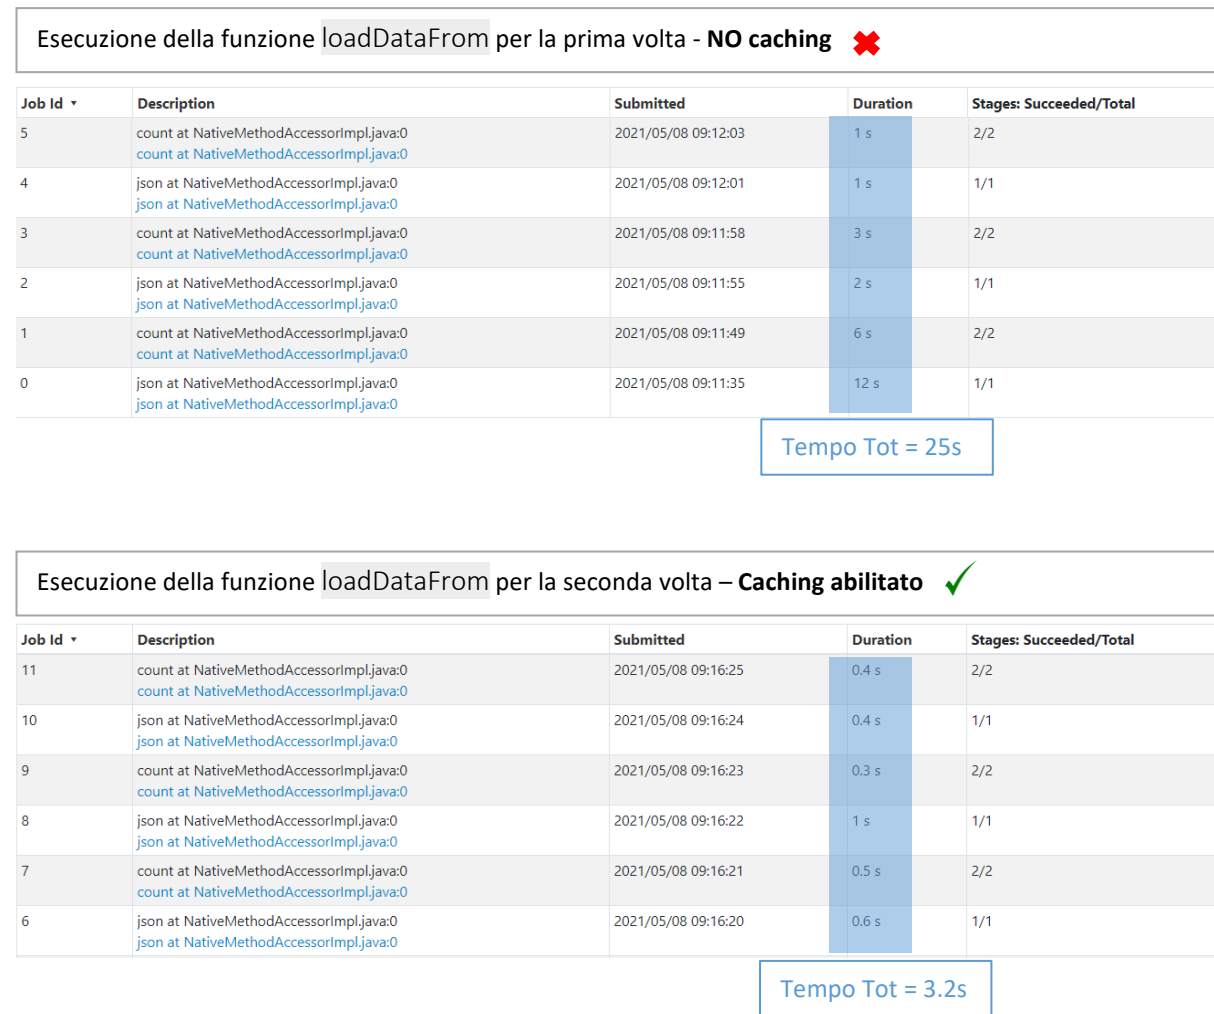 Esecuzione della funzione loadDataFrom per la prima volta - NO caching
Job Id ▾ Description Submitted Duration Stages: Succeeded/Total
5 count at NativeMethodAccessorImpl.java:0 2021/05/08 09:12:03 1 s 2/2
count at NativeMethodAccessorImpl.java:0
4 json at NativeMethodAccessorImpl.java:0 2021/05/08 09:12:01 1 s 1/1
json at NativeMethodAccessorImpl.java:0
3 count at NativeMethodAccessorImpl.java:0 2021/05/08 09:11:58 3 s 2/2
count at NativeMethodAccessorImpl.java:0
2 json at NativeMethodAccessorImpl.java:0 2021/05/08 09:11:55 2 s 1/1
json at NativeMethodAccessorImpl.java:0
1 count at NativeMethodAccessorImpl.java:0 2021/05/08 09:11:49 6 s 2/2
count at NativeMethodAccessorImpl.java:0
0 json at NativeMethodAccessorImpl.java:0 2021/05/08 09:11:35 12 s 1/1
json at NativeMethodAccessorImpl.java:0
Tempo Tot = 25s
Esecuzione della funzione loadDataFrom per la seconda volta – Caching abilitato
Job Id ▾ Description Submitted Duration Stages: Succeeded/Total
11 count at NativeMethodAccessorImpl.java:0 2021/05/08 09:16:25 0.4 s 2/2
count at NativeMethodAccessorImpl.java:0
10 json at NativeMethodAccessorImpl.java:0 2021/05/08 09:16:24 0.4 s 1/1
json at NativeMethodAccessorImpl.java:0
9 count at NativeMethodAccessorImpl.java:0 2021/05/08 09:16:23 0.3 s 2/2
count at NativeMethodAccessorImpl.java:0
8 json at NativeMethodAccessorImpl.java:0 2021/05/08 09:16:22 1 s 1/1
json at NativeMethodAccessorImpl.java:0
7 count at NativeMethodAccessorImpl.java:0 2021/05/08 09:16:21 0.5 s 2/2
count at NativeMethodAccessorImpl.java:0
6 json at NativeMethodAccessorImpl.java:0 2021/05/08 09:16:20 0.6 s 1/1
json at NativeMethodAccessorImpl.java:0
Tempo Tot = 3.2s